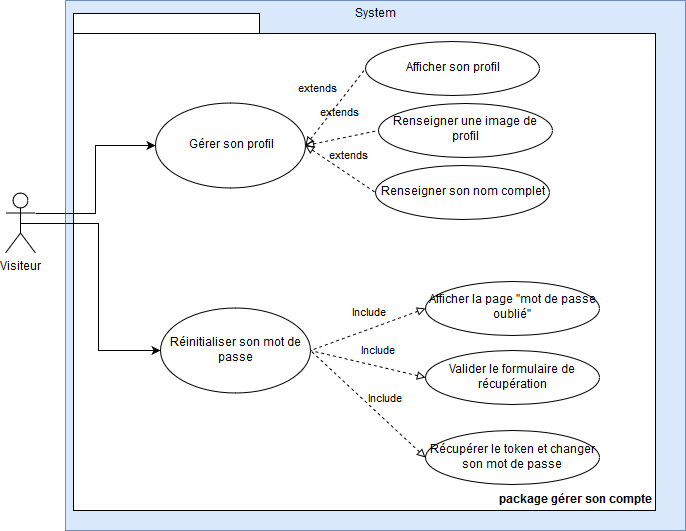 System
Afficher son profil
extends
Renseigner une image de
profil
extends
Gérer son profil
extends
Renseigner son nom complet
Visiteur
Afficher la page "mot de passe
oublié"
Include
Réinitialiser son mot de
passe
Include
Valider le formulaire de
récupération
Include
Récupérer le token et changer
son mot de passe
package gérer son compte